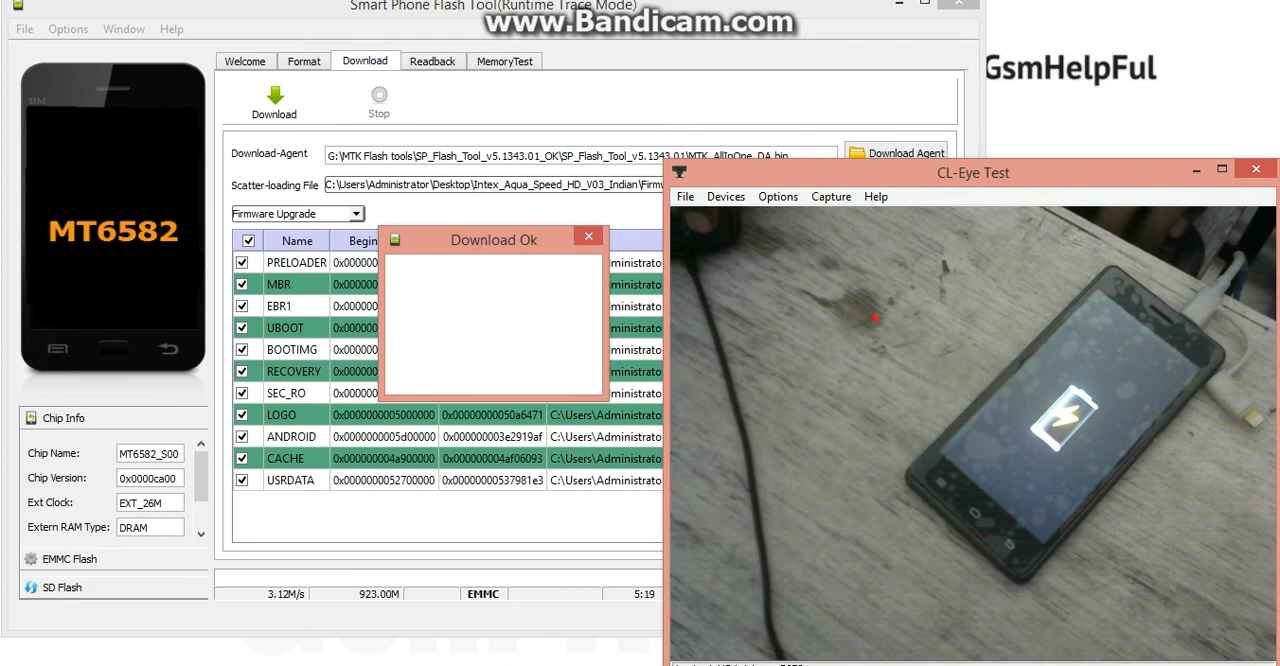 Smart Phone Flash Tool(Runtime Trace Mode)
www.Bandicam.com
File Options Window Help
GsmHelpFul
Welcome Format Download Readback MemoryTest
BM
MT6582
Download Stop
Download-Agent G:\MTK Flash tools\SP_Flash_Tool_v5.1343.01_OK\SP_Flash_Tool_v5.1343.01\MTK_AllInOne_DA.bin Download Agent
Scatter-loading File C:\Users\Administrator\Desktop\Intex_Aqua_Speed_HD_V03_Indian\Firmw
Firmware Upgrade
Name Begin
Download Ok
PRELOADER 0x000000 ministrato
MBR 0x000000 ministrato
EBR1 0x000000 ministrato
UBOOT 0x000000 ministrato
BOOTIMG 0x000000 ministrato
RECOVERY 0x000000 ministrato
SEC_RO 0x000000 ministrato
LOGO 0x0000000005000000 0x00000000050a6471 C:\Users\Administrato
ANDROID 0x0000000005d00000 0x000000003e2919af C:\Users\Administrato
CACHE 0x000000004a900000 0x000000004af06093 C:\Users\Administrato
USRDATA 0x0000000052700000 0x00000000537981e3 C:\Users\Administrato
Chip Info
Chip Name: MT6582_S00
Chip Version: 0x0000ca00
Ext Clock: EXT_26M
Extern RAM Type: DRAM
EMMC Flash
SD Flash
3.12M/s 923.00M EMMC 5:19
CL-Eye Test
File Devices Options Capture Help